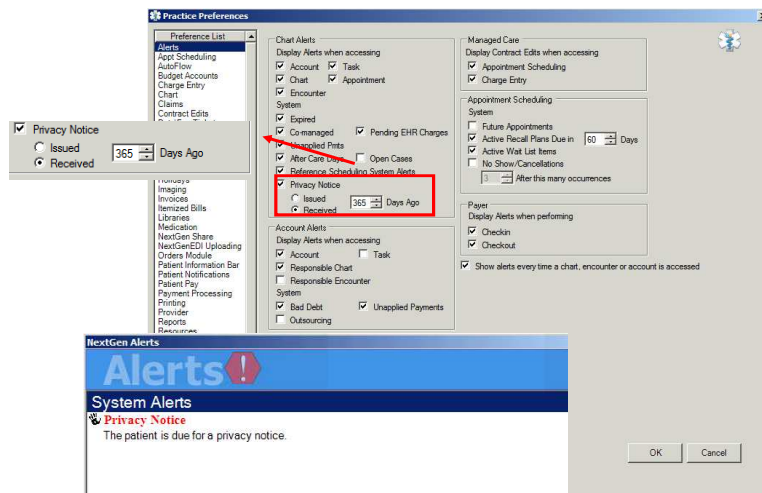 Practice Preferences
Preference List
Alerts
Appt Scheduling
AutoFlow
Budget Accounts
Charge Entry
Chart
Claims
Contract Edits
Imaging
Invoices
Itemized Bills
Libraries
Medication
NextGen Share
NextGenEDI Uploading
Orders Module
Patient Information Bar
Patient Notifications
Patient Pay
Payment Processing
Printing
Provider
Reports
Resources
Privacy Notice
Issued
Received
365
Days Ago
Chart Alerts
Display Alerts when accessing
Account Task
Chart Appointment
Encounter
System
Expired
Co-managed Pending EHR Charges
Unapplied Pmts
After Care Days Open Cases
Reference Scheduling System Alerts
Privacy Notice
Issued
Received
365 Days Ago
Account Alerts
Display Alerts when accessing
Account Task
Responsible Chart
Responsible Encounter
System
Bad Debt Unapplied Payments
Outsourcing
Managed Care
Display Contract Edits when accessing
Appointment Scheduling
Charge Entry
Appointment Scheduling
System
Future Appointments
Active Recall Plans Due in 60 Days
Active Wait List Items
No Show/Cancellations
3 After this many occurrences
Payer
Display Alerts when performing
Checkin
Checkout
Show alerts every time a chart, encounter or account is accessed
OK Cancel
NextGen Alerts
Alerts!
System Alerts
Privacy Notice
The patient is due for a privacy notice.